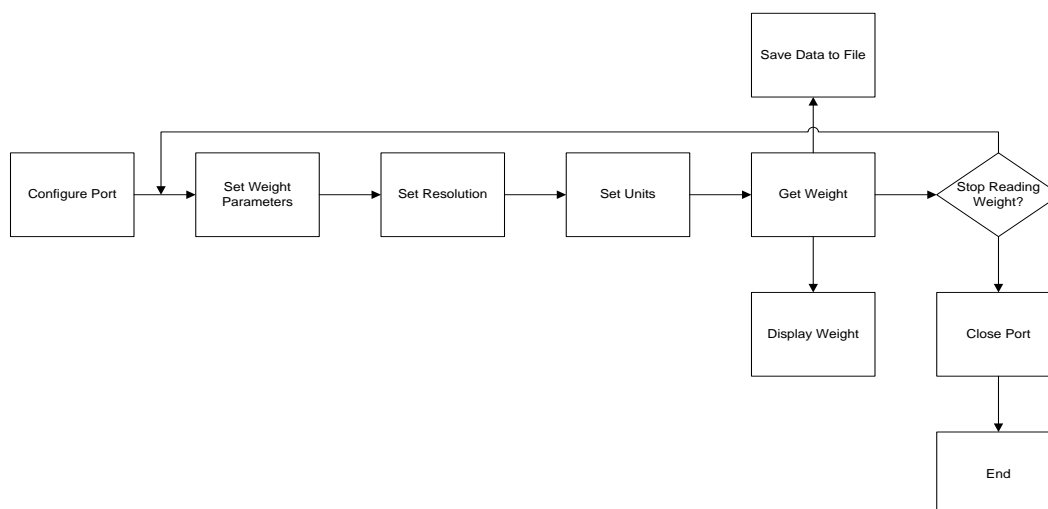 Save Data to File
Configure Port
Set Weight
Parameters
Set Resolution
Set Units
Get Weight
Stop Reading
Weight?
Display Weight
Close Port
End